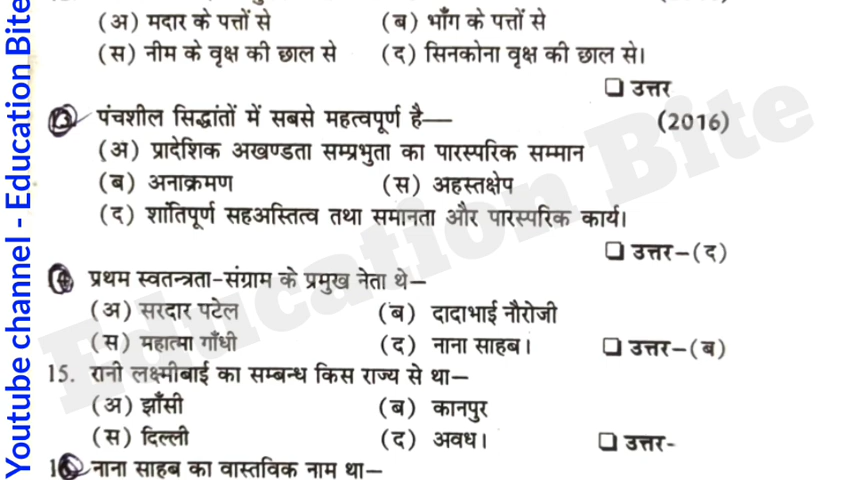 (अ) मदार के पत्तों से (ब) भाँग के पत्तों से
(स) नीम के वृक्ष की छाल से (द) सिनकोना वृक्ष की छाल से।
❑ उत्तर
13 पंचशील सिद्धांतों में सबसे महत्वपूर्ण है— (2016)
(अ) प्रादेशिक अखण्डता सम्प्रभुता का पारस्परिक सम्मान
(ब) अनाक्रमण (स) अहस्तक्षेप
(द) शांतिपूर्ण सहअस्तित्व तथा समानता और पारस्परिक कार्य।
❑ उत्तर-(द)
प्रथम स्वतन्त्रता-संग्राम के प्रमुख नेता थे–
(अ) सरदार पटेल (ब) दादाभाई नौरोजी
(स) महात्मा गाँधी (द) नाना साहब। ❑ उत्तर-(ब)
15. रानी लक्ष्मीबाई का सम्बन्ध किस राज्य से था–
(अ) झाँसी (ब) कानपुर
(स) दिल्ली (द) अवध। ❑ उत्तर-
नाना साहब का वास्तविक नाम था–
Youtube channel - Education Bite
Education Bite